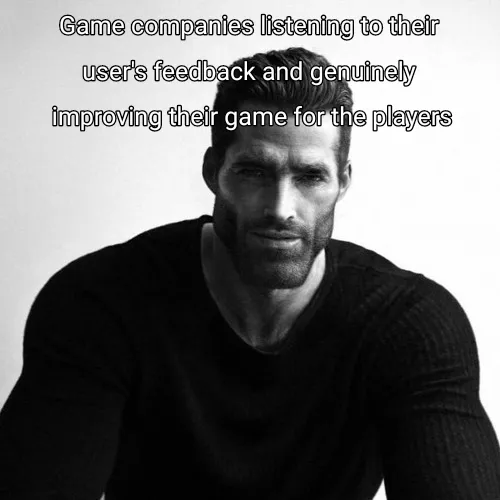 Game companies listening to their
user's feedback and genuinely
improving their game for the players